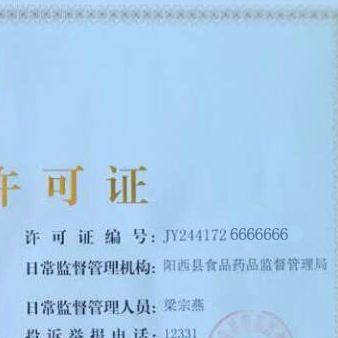 许可证
许可证编号: JY244172 6666666
日常监督管理机构: 阳西县食品药品监督管理局
日常监督管理人员: 梁宗燕
投诉举报电话: 12331